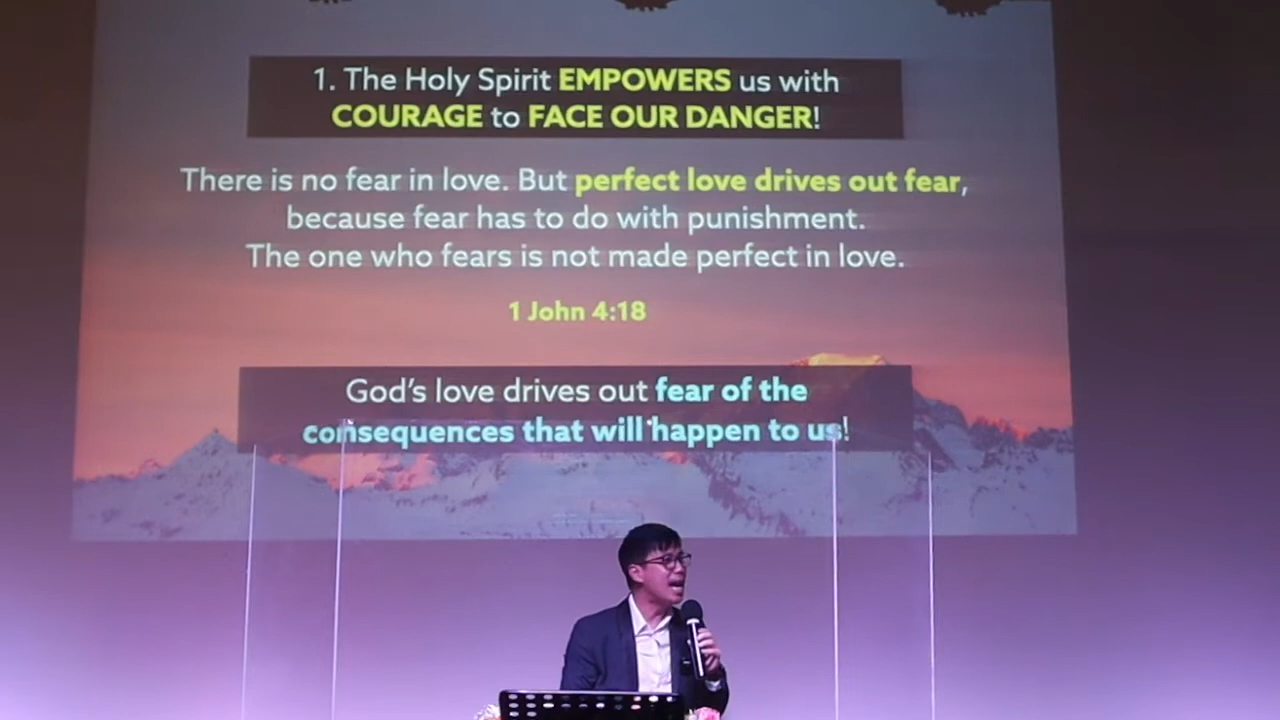 1. The Holy Spirit EMPOWERS us with
COURAGE to FACE OUR DANGER!
There is no fear in love. But perfect love drives out fear,
because fear has to do with punishment.
The one who fears is not made perfect in love.
1 John 4:18
God's love drives out fear of the
consequences that will happen to us!